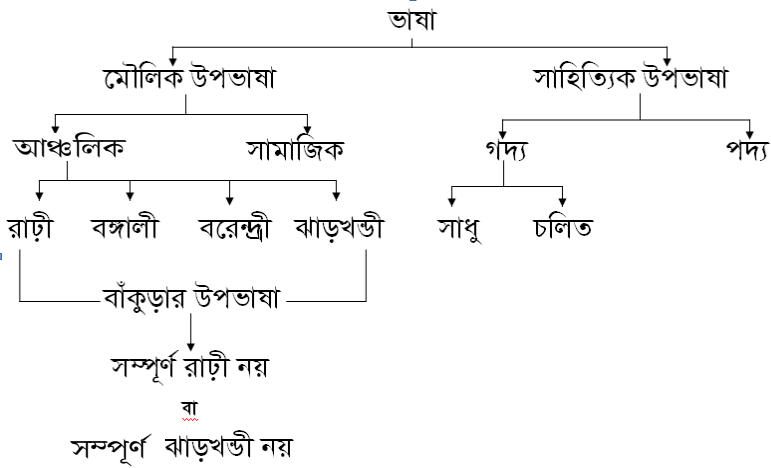 ভাষা
মৌলিক উপভাষা সাহিত্যিক উপভাষা
আঞ্চলিক সামাজিক গদ্য পদ্য
রাঢ়ী বঙ্গালী বরেন্দ্রী ঝাড়খন্ডী সাধু চলিত
বাঁকুড়ার উপভাষা
সম্পূর্ণ রাঢ়ী নয়
বা
সম্পূর্ণ ঝাড়খন্ডী নয়